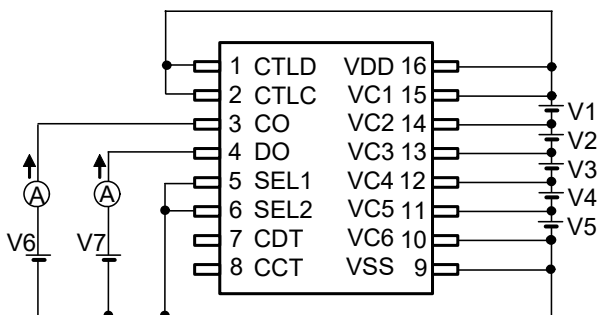 1 CTLD VDD 16
2 CTLC VC1 15
3 CO VC2 14
4 DO VC3 13
5 SEL1 VC4 12
6 SEL2 VC5 11
7 CDT VC6 10
8 CCT VSS 9
V1
V2
V3
V4
V5
A
A
V6
V7